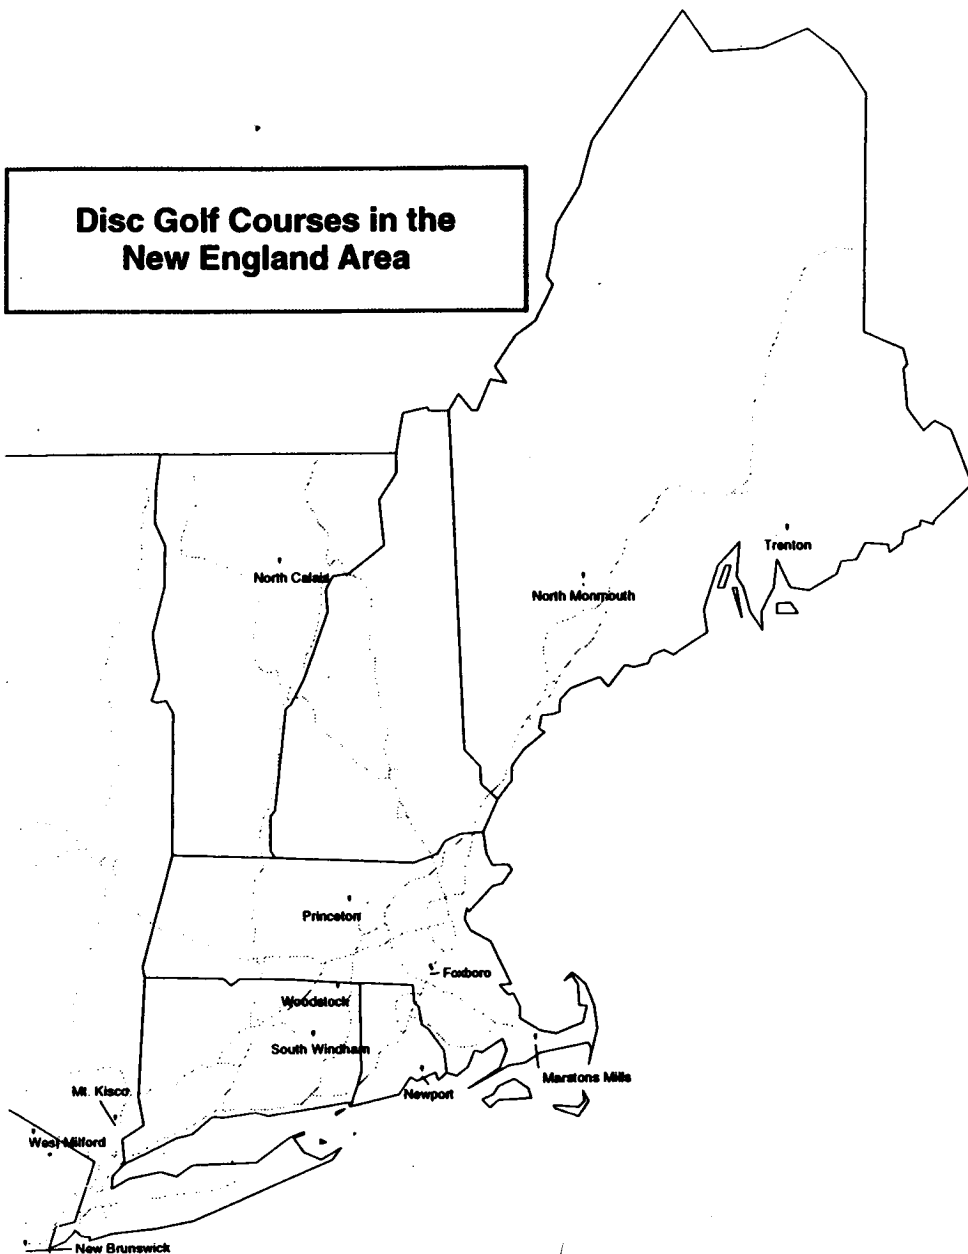 Disc Golf Courses in the
New England Area
Trenton
North Calais
North Monmouth
Princeton
Foxboro
Woodstock
South Windham
Marstons Mills
Mt. Kisco
Newport
West Milford
New Brunswick